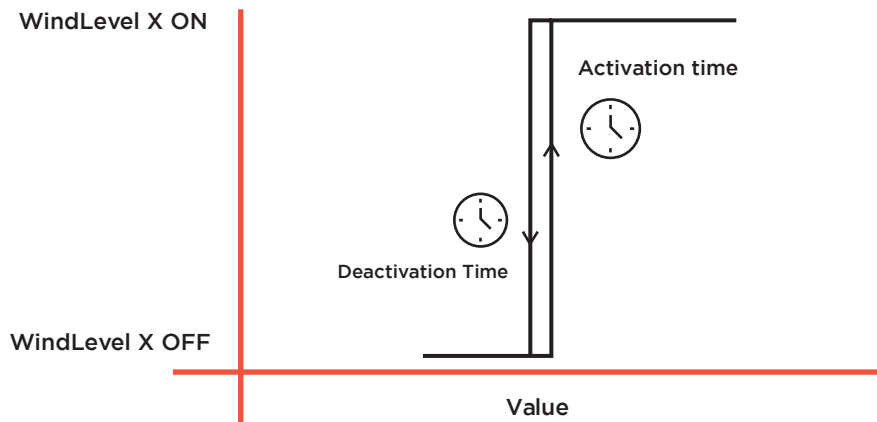 WindLevel X ON
Activation time
Deactivation Time
WindLevel X OFF
Value